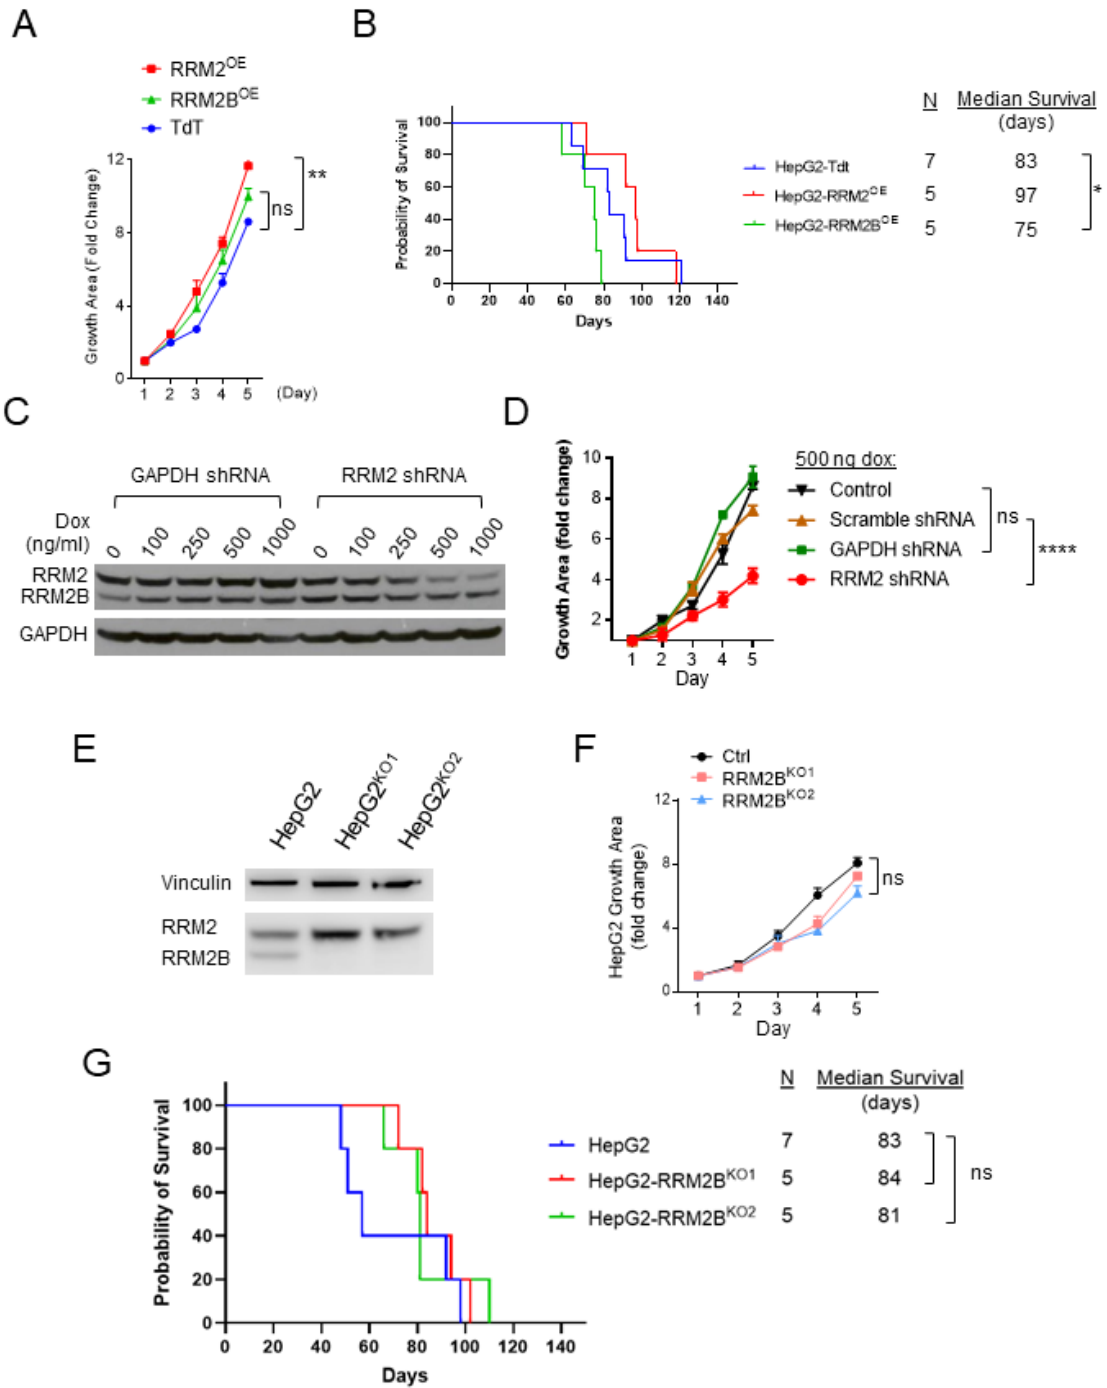 A
RRM2OE
RRM2BOE
TdT
Growth Area (Fold Change)
12
8
4
0
1 2 3 4 5 (Day)
ns
**
B
Probability of Survival
100
80
60
40
20
0
0 20 40 60 80 100 120 140
Days
HepG2-Tdt
HepG2-RRM2OE
HepG2-RRM2BOE
N Median Survival
(days)
7 83
5 97
5 75
*
C
GAPDH shRNA RRM2 shRNA
Dox
(ng/ml)
0 100 250 500 1000 0 100 250 500 1000
RRM2
RRM2B
GAPDH
D
Growth Area (fold change)
10
8
6
4
2
1 2 3 4 5
Day
500 ng dox:
Control
Scramble shRNA
GAPDH shRNA
RRM2 shRNA
ns
****
E
HepG2 HepG2KO1 HepG2KO2
Vinculin
RRM2
RRM2B
F
Ctrl
RRM2BKO1
RRM2BKO2
HepG2 Growth Area
(fold change)
12
8
4
0
1 2 3 4 5
Day
ns
G
Probability of Survival
100
80
60
40
20
0
0 20 40 60 80 100 120 140
Days
HepG2
HepG2-RRM2BKO1
HepG2-RRM2BKO2
N Median Survival
(days)
7 83
5 84
5 81
ns